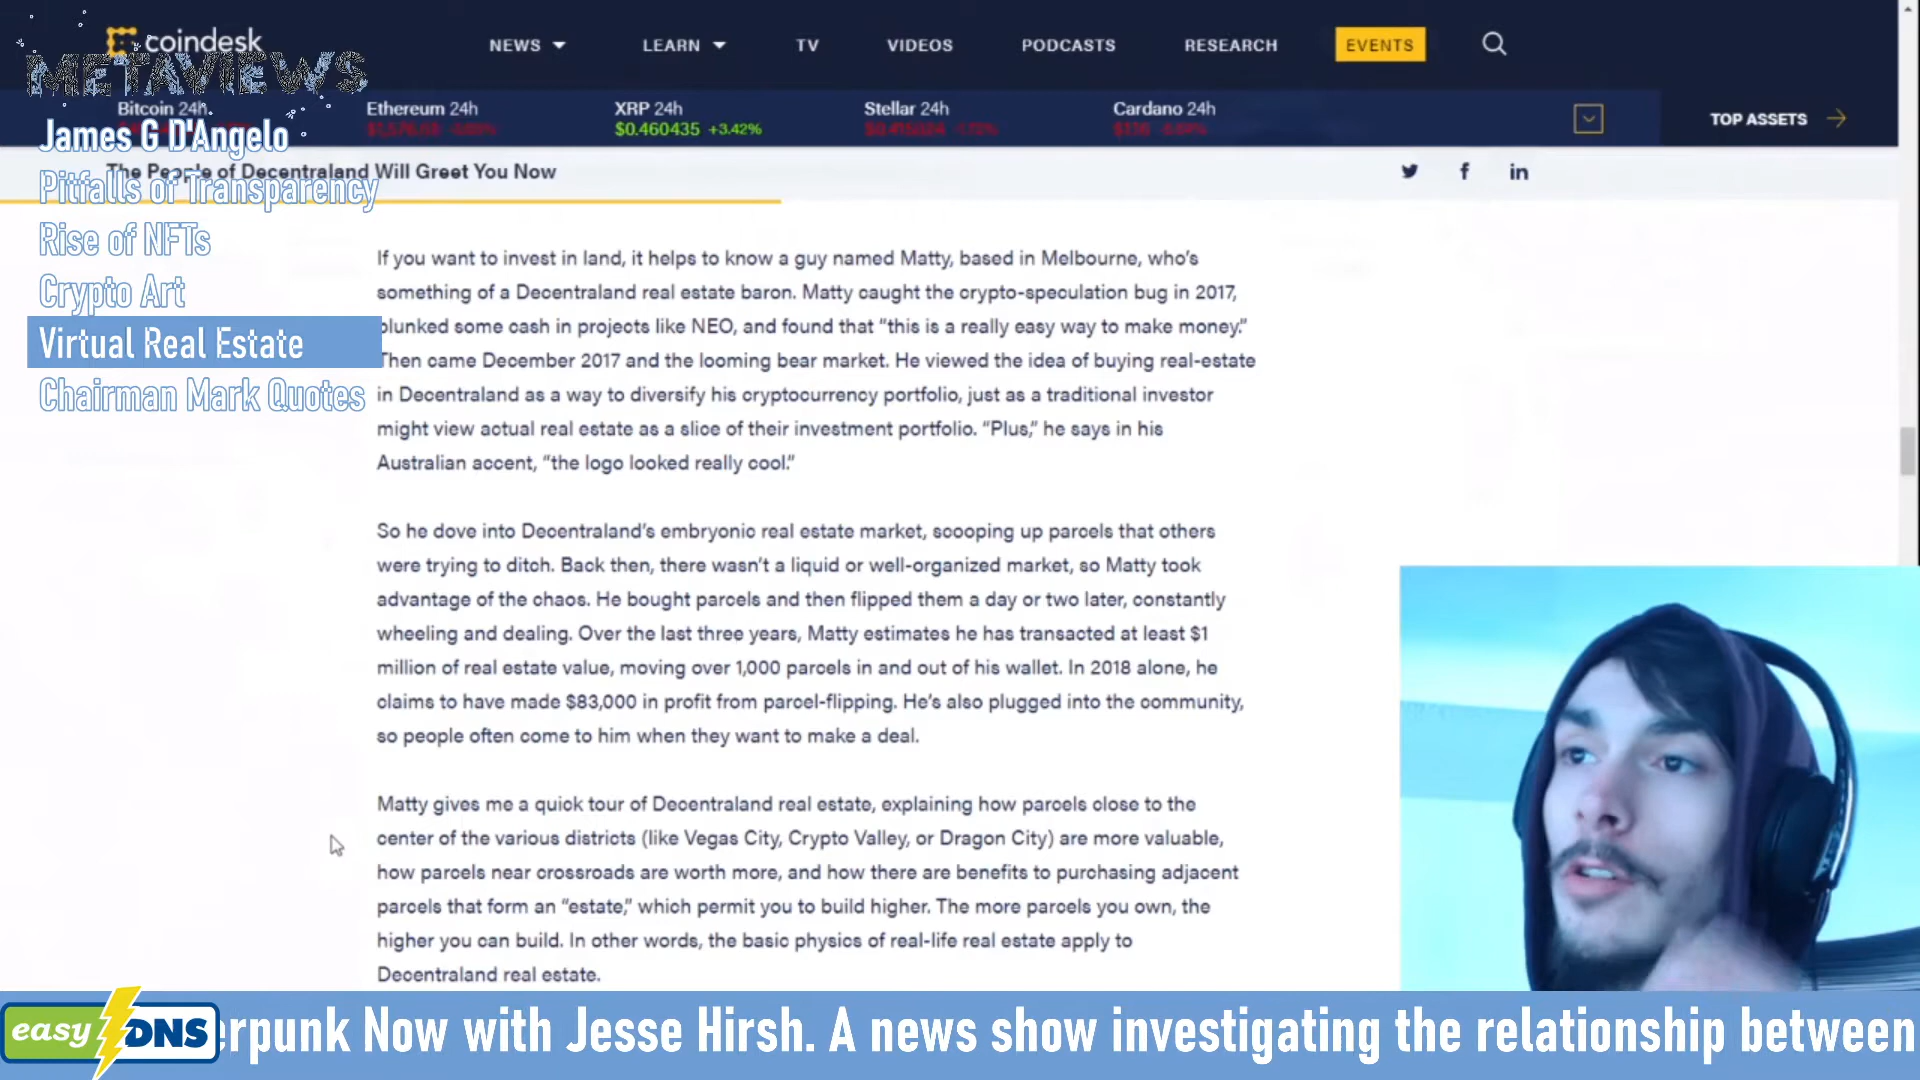 coindesk
NEWS LEARN TV VIDEOS PODCASTS RESEARCH EVENTS
METAVIEWS
Bitcoin 24h Ethereum 24h XRP 24h Stellar 24h Cardano 24h
$0.460435 +3.42%
TOP ASSETS
James G D'Angelo
The People of Decentraland Will Greet You Now
Pitfalls of Transparency
Rise of NFTs
Crypto Art
Virtual Real Estate
Chairman Mark Quotes
If you want to invest in land, it helps to know a guy named Matty, based in Melbourne, who's
something of a Decentraland real estate baron. Matty caught the crypto-speculation bug in 2017,
plunked some cash in projects like NEO, and found that “this is a really easy way to make money.”
Then came December 2017 and the looming bear market. He viewed the idea of buying real-estate
in Decentraland as a way to diversify his cryptocurrency portfolio, just as a traditional investor
might view actual real estate as a slice of their investment portfolio. “Plus,” he says in his
Australian accent, “the logo looked really cool.”
So he dove into Decentraland's embryonic real estate market, scooping up parcels that others
were trying to ditch. Back then, there wasn't a liquid or well-organized market, so Matty took
advantage of the chaos. He bought parcels and then flipped them a day or two later, constantly
wheeling and dealing. Over the last three years, Matty estimates he has transacted at least $1
million of real estate value, moving over 1,000 parcels in and out of his wallet. In 2018 alone, he
claims to have made $83,000 in profit from parcel-flipping. He's also plugged into the community,
so people often come to him when they want to make a deal.
Matty gives me a quick tour of Decentraland real estate, explaining how parcels close to the
center of the various districts (like Vegas City, Crypto Valley, or Dragon City) are more valuable,
how parcels near crossroads are worth more, and how there are benefits to purchasing adjacent
parcels that form an “estate,” which permit you to build higher. The more parcels you own, the
higher you can build. In other words, the basic physics of real-life real estate apply to
Decentraland real estate.
easy DNS
erpunk Now with Jesse Hirsh. A news show investigating the relationship between